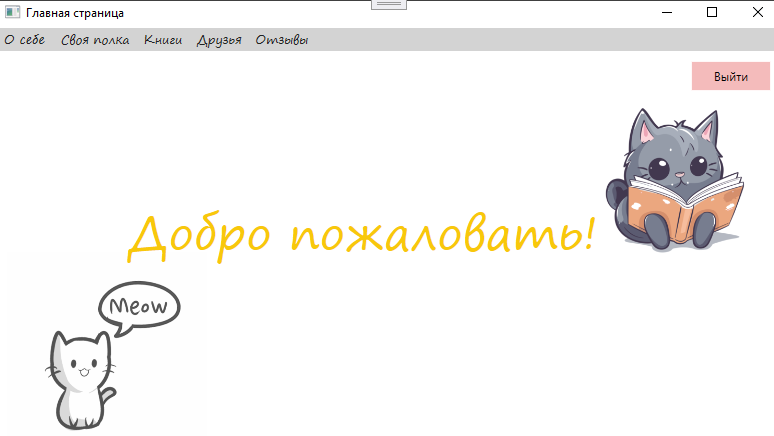 Главная страница
О себе Своя полка Книги Друзья Отзывы
Выйти
Добро пожаловать!
Meow